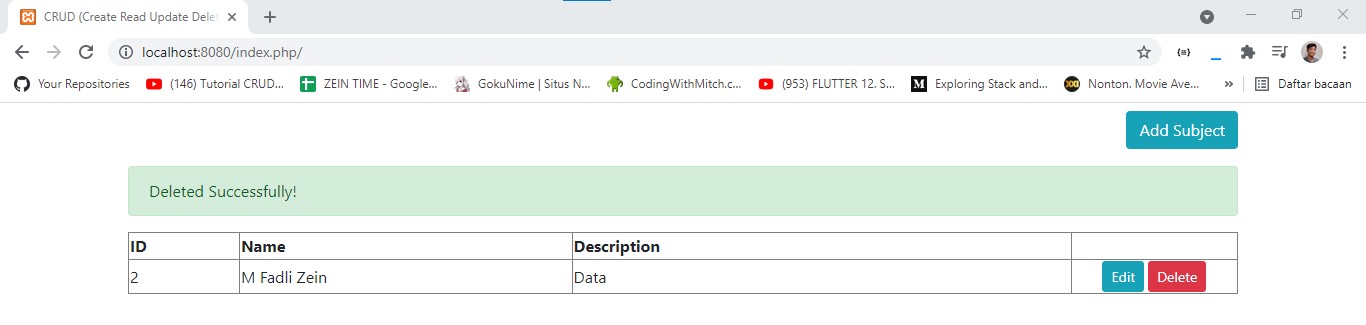 CRUD (Create Read Update Delet
localhost:8080/index.php/
Your Repositories (146) Tutorial CRUD... ZEIN TIME - Google... GokuNime | Situs N... CodingWithMitch.c... (953) FLUTTER 12. S... Exploring Stack and... Nonton. Movie Ave... » Daftar bacaan
Add Subject
Deleted Successfully!
ID Name Description
2 M Fadli Zein Data Edit Delete